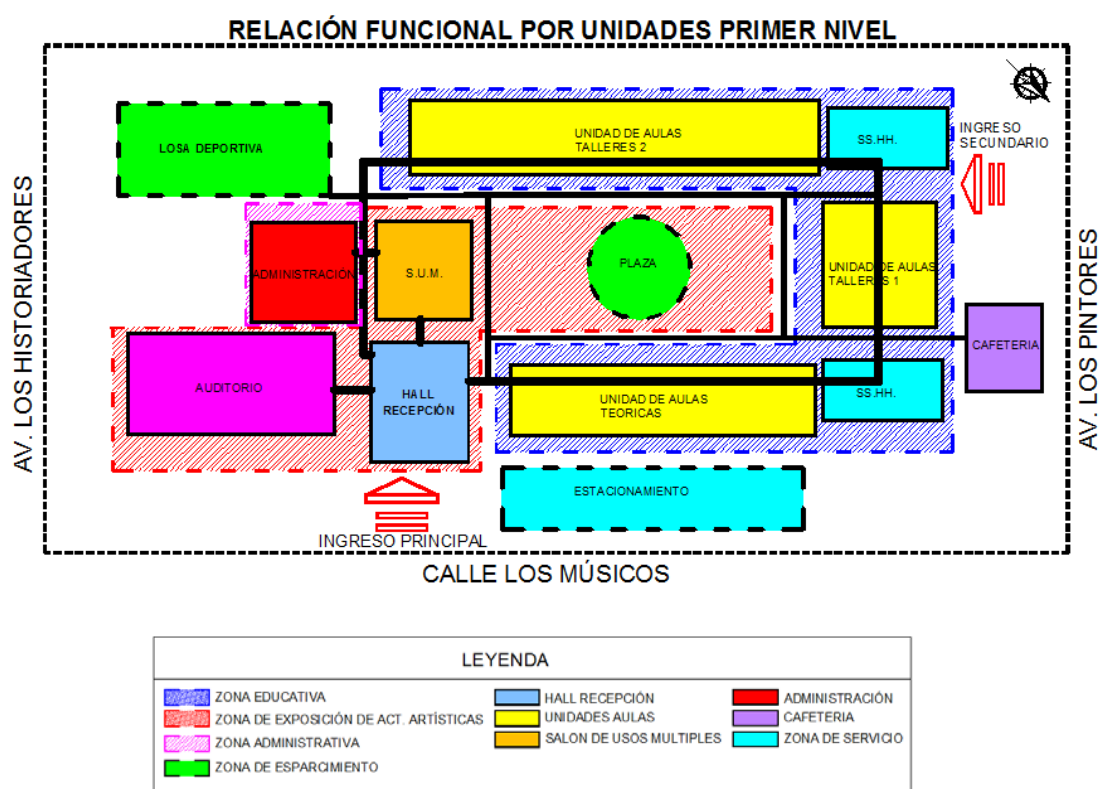 RELACIÓN FUNCIONAL POR UNIDADES PRIMER NIVEL
UNIDAD DE AULAS
TALLERES 2
SS.HH.
INGRESO
SECUNDARIO
LOSA DEPORTIVA
AV. LOS HISTORIADORES
ADMINISTRACIÓN
S.U.M.
PLAZA
UNIDAD DE AULAS
TALLERES 1
AV. LOS PINTORES
CAFETERIA
AUDITORIO
HALL
RECEPCIÓN
UNIDAD DE AULAS
TEORICAS
SS.HH.
ESTACIONAMIENTO
INGRESO PRINCIPAL
CALLE LOS MÚSICOS
LEYENDA
ZONA EDUCATIVA
ZONA DE EXPOSICIÓN DE ACT. ARTÍSTICAS
ZONA ADMINISTRATIVA
ZONA DE ESPARCIMIENTO
HALL RECEPCIÓN
UNIDADES AULAS
SALON DE USOS MULTIPLES
ADMINISTRACIÓN
CAFETERIA
ZONA DE SERVICIO